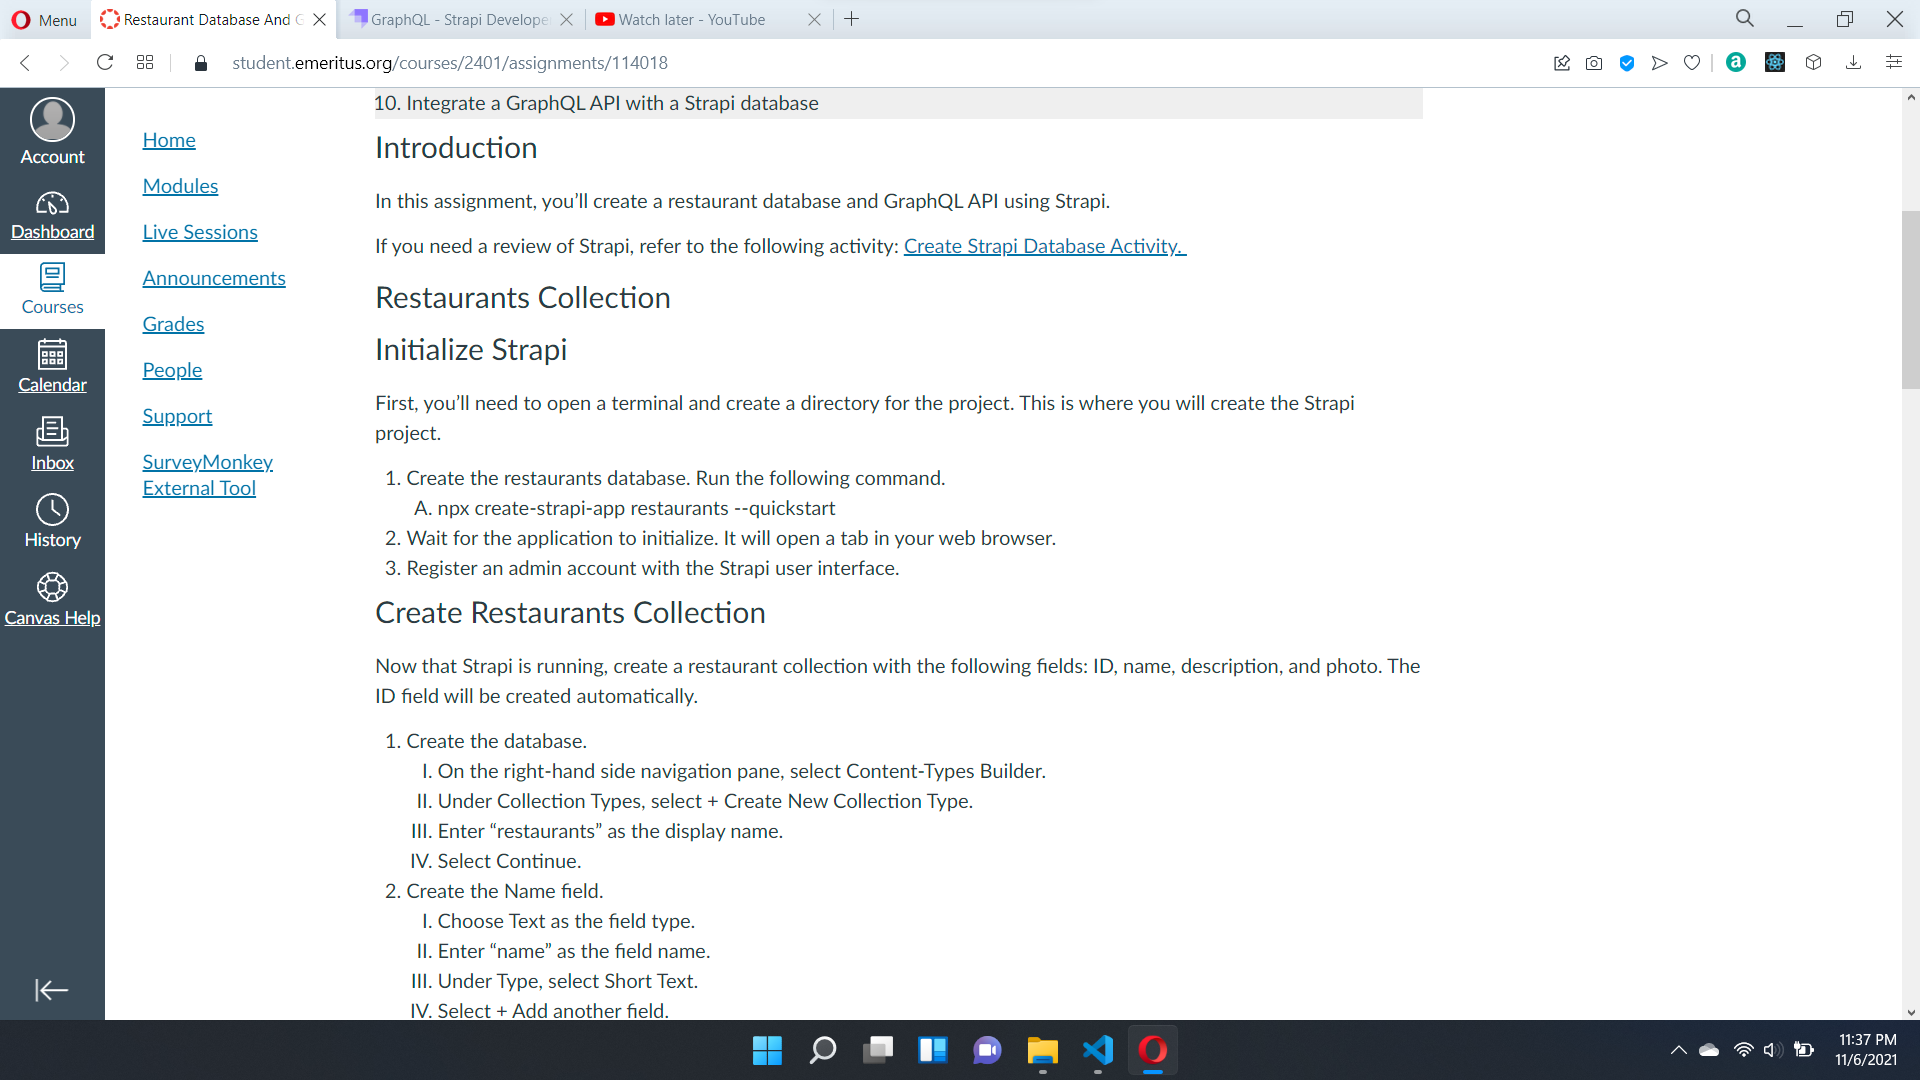 Menu
Restaurant Database And G
GraphQL - Strapi Develope
Watch later - YouTube
student.emeritus.org/courses/2401/assignments/114018
Account
Dashboard
Courses
Calendar
Inbox
History
Canvas Help
Home
Modules
Live Sessions
Announcements
Grades
People
Support
SurveyMonkey
External Tool
10. Integrate a GraphQL API with a Strapi database
Introduction
In this assignment, you’ll create a restaurant database and GraphQL API using Strapi.
If you need a review of Strapi, refer to the following activity: Create Strapi Database Activity.
Restaurants Collection
Initialize Strapi
First, you’ll need to open a terminal and create a directory for the project. This is where you will create the Strapi
project.
1. Create the restaurants database. Run the following command.
A. npx create-strapi-app restaurants --quickstart
2. Wait for the application to initialize. It will open a tab in your web browser.
3. Register an admin account with the Strapi user interface.
Create Restaurants Collection
Now that Strapi is running, create a restaurant collection with the following fields: ID, name, description, and photo. The
ID field will be created automatically.
1. Create the database.
I. On the right-hand side navigation pane, select Content-Types Builder.
II. Under Collection Types, select + Create New Collection Type.
III. Enter “restaurants” as the display name.
IV. Select Continue.
2. Create the Name field.
I. Choose Text as the field type.
II. Enter “name” as the field name.
III. Under Type, select Short Text.
IV. Select + Add another field.
11:37 PM
11/6/2021